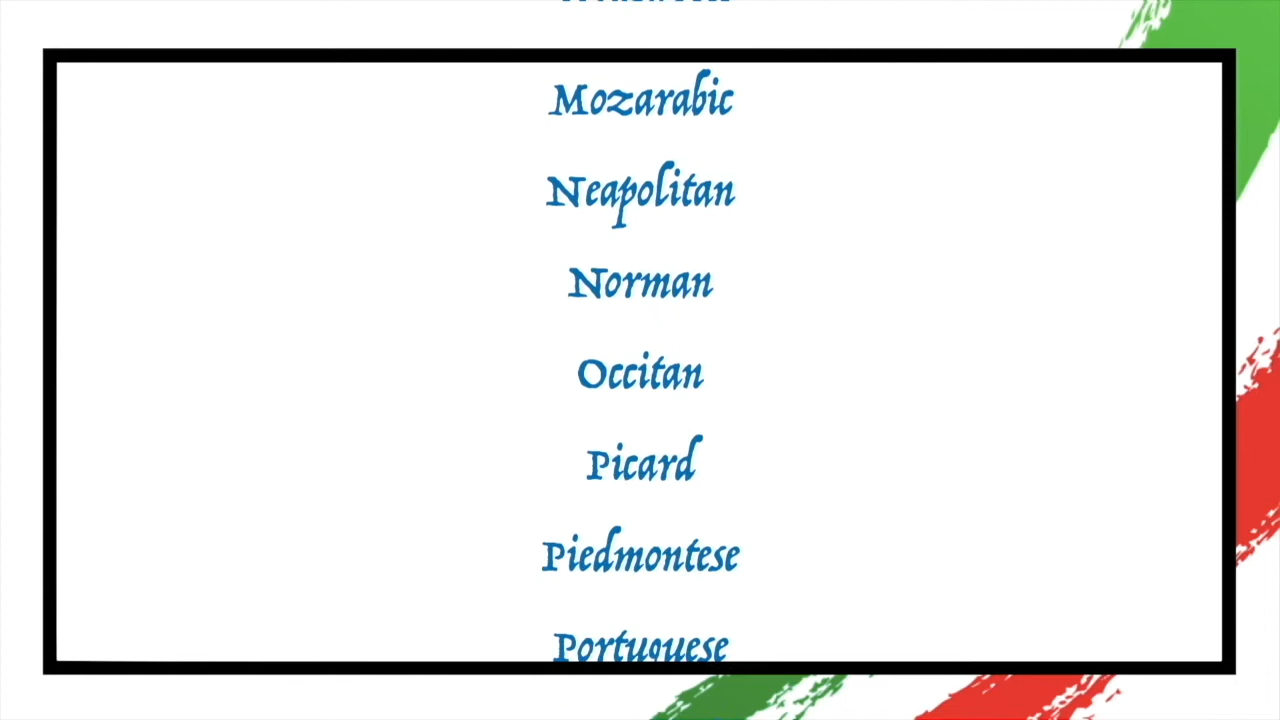 Mozarabic
Neapolitan
Norman
Occitan
Picard
Piedmontese
Portuguese